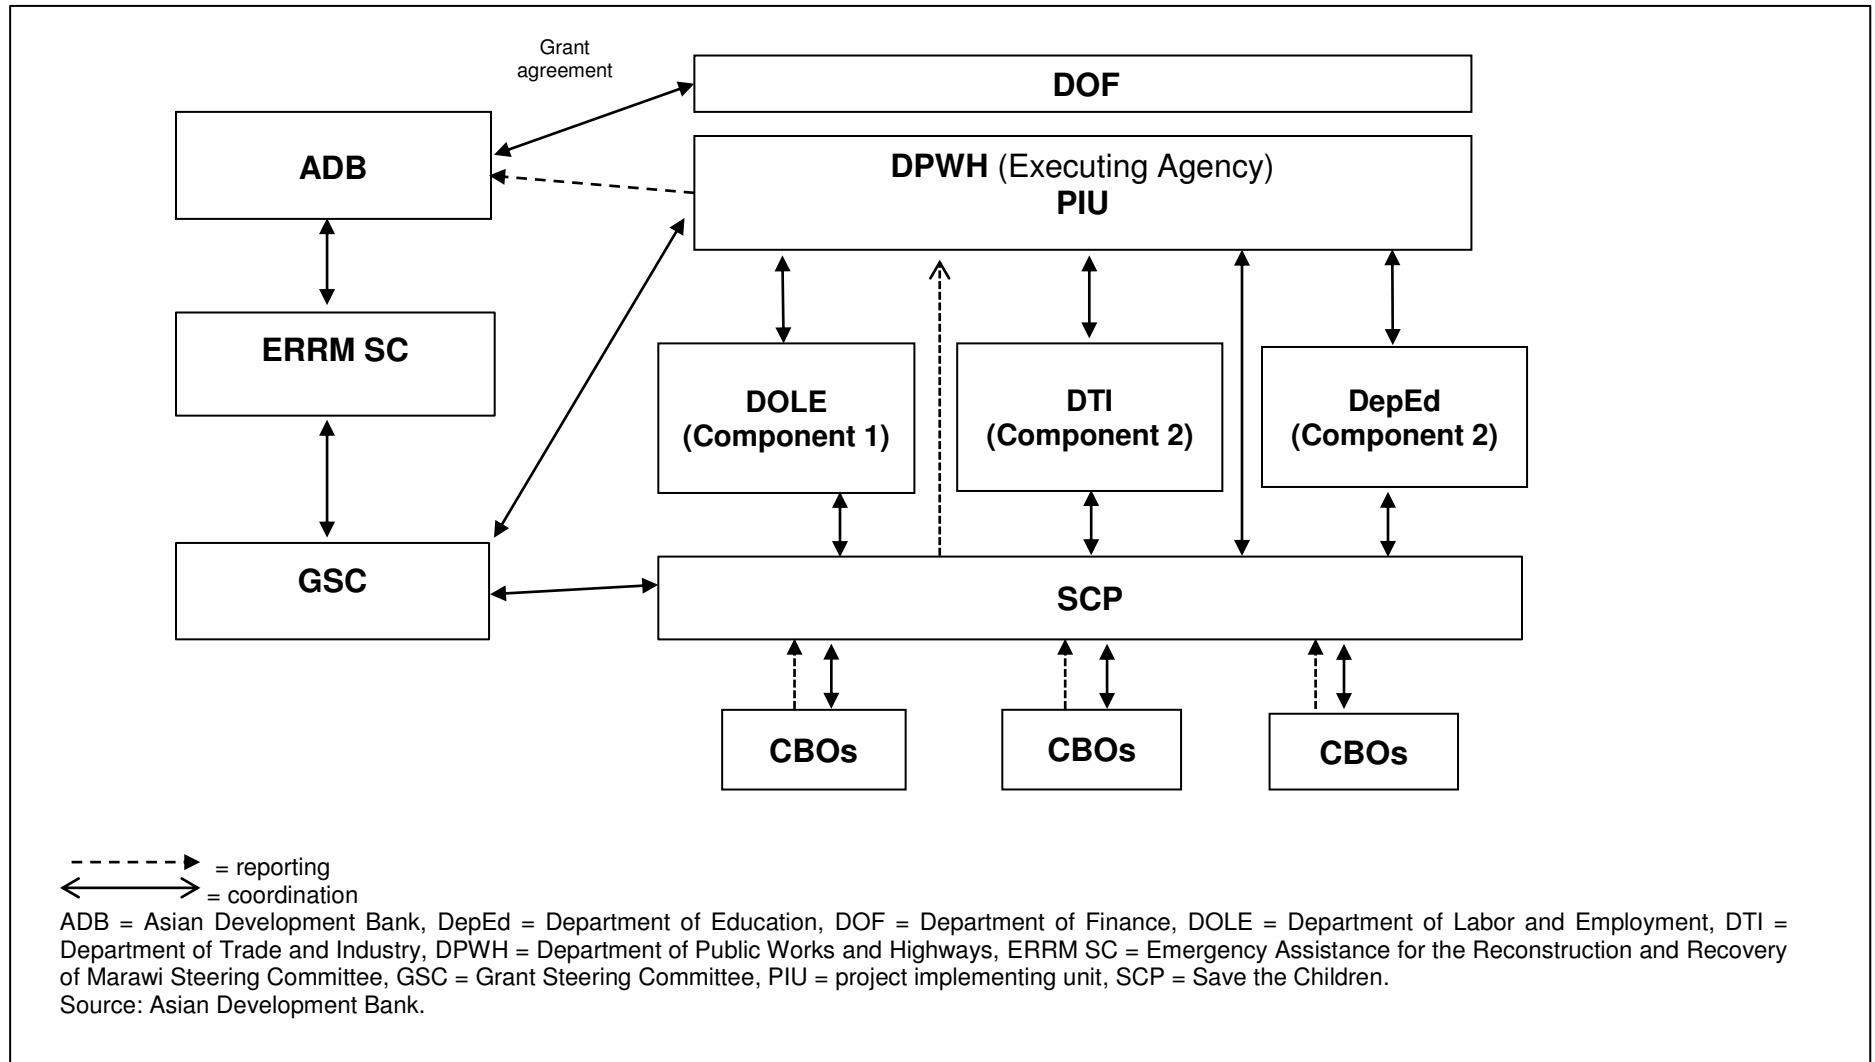 Grant
agreement
DOF
ADB
DPWH (Executing Agency)
PIU
ERRM SC
DOLE
(Component 1)
DTI
(Component 2)
DepEd
(Component 2)
GSC
SCP
CBOs
CBOs
CBOs
= reporting
= coordination
ADB = Asian Development Bank, DepEd = Department of Education, DOF = Department of Finance, DOLE = Department of Labor and Employment, DTI =
Department of Trade and Industry, DPWH = Department of Public Works and Highways, ERRM SC = Emergency Assistance for the Reconstruction and Recovery
of Marawi Steering Committee, GSC = Grant Steering Committee, PIU = project implementing unit, SCP = Save the Children.
Source: Asian Development Bank.